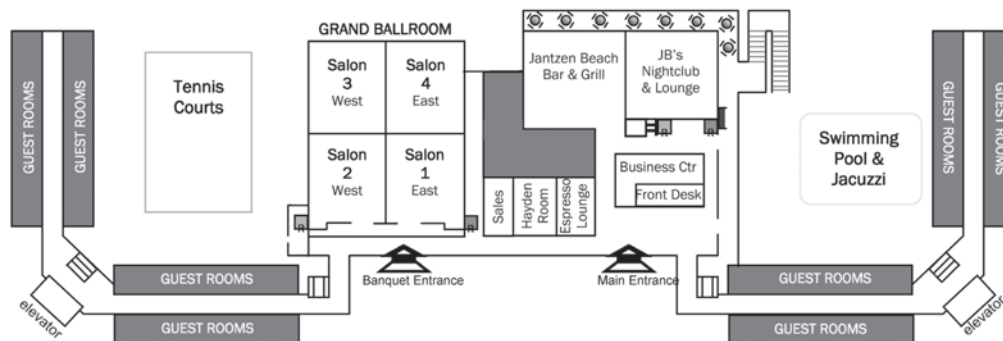 GRAND BALLROOM
Salon
3
West
Salon
4
East
Salon
2
West
Salon
1
East
Tennis
Courts
GUEST ROOMS
GUEST ROOMS
GUEST ROOMS
GUEST ROOMS
elevator
R
R
Banquet Entrance
Sales
Hayden
Room
Espresso
Lounge
Jantzen Beach
Bar & Grill
JB's
Nightclub
& Lounge
R
R
Business Ctr
Front Desk
Main Entrance
Swimming
Pool &
Jacuzzi
GUEST ROOMS
GUEST ROOMS
GUEST ROOMS
GUEST ROOMS
elevator